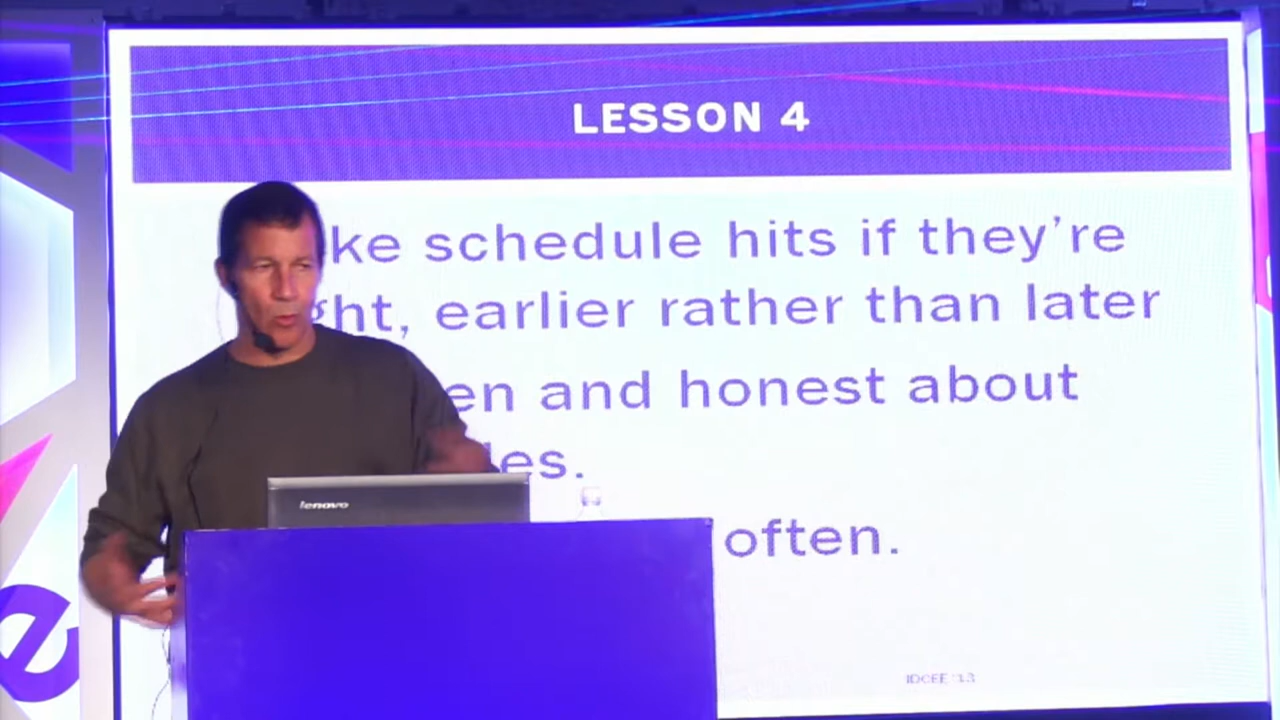 LESSON 4
ke schedule hits if they're
ght, earlier rather than later
en and honest about
es.
often.
lenovo
IDCEE '13
e